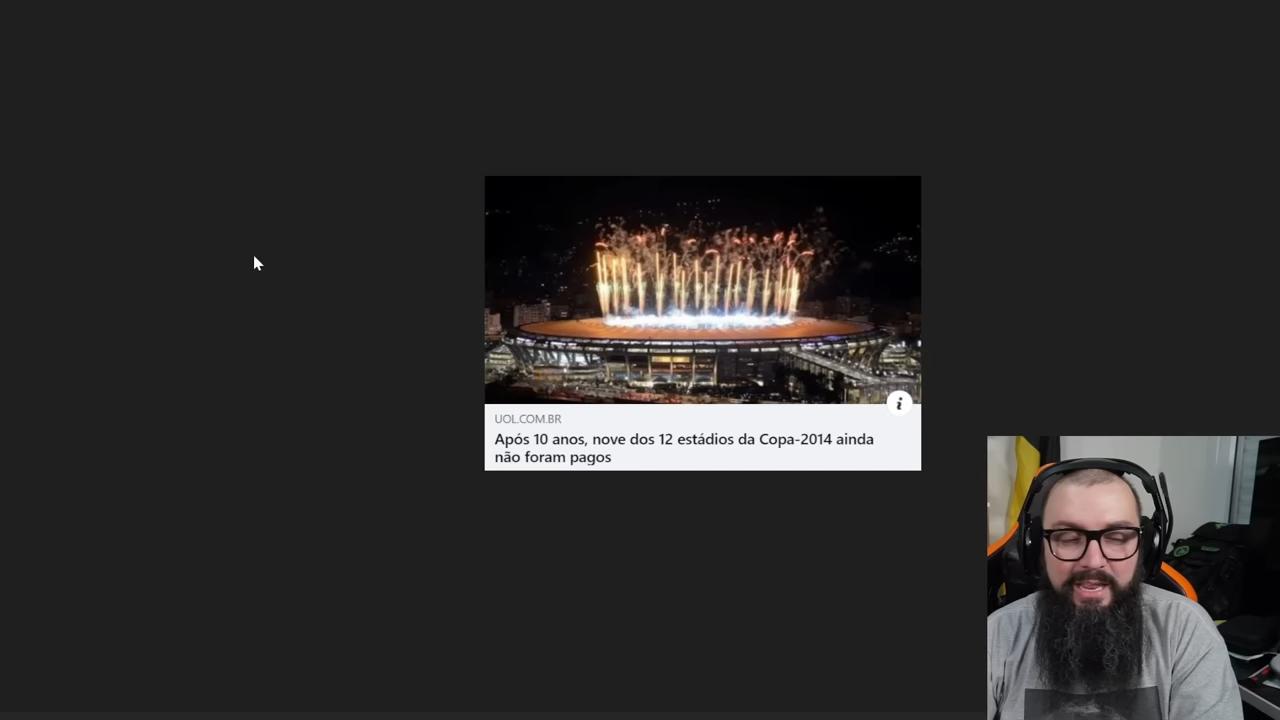 UOL.COM.BR
Após 10 anos, nove dos 12 estádios da Copa-2014 ainda
não foram pagos